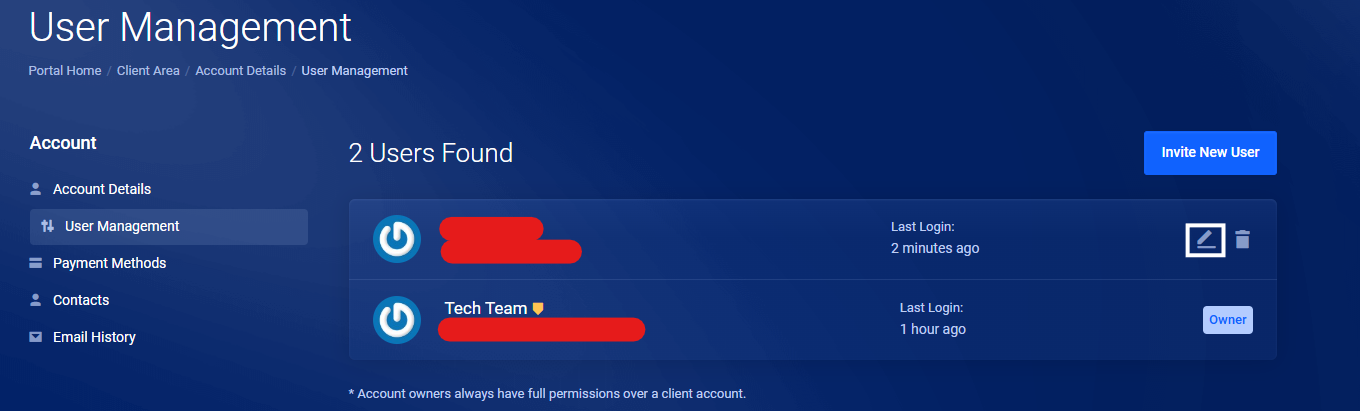 User Management
Portal Home / Client Area / Account Details / User Management
Account
Account Details
User Management
Payment Methods
Contacts
Email History
2 Users Found
Invite New User
Last Login:
2 minutes ago
Tech Team
Last Login:
1 hour ago
Owner
* Account owners always have full permissions over a client account.